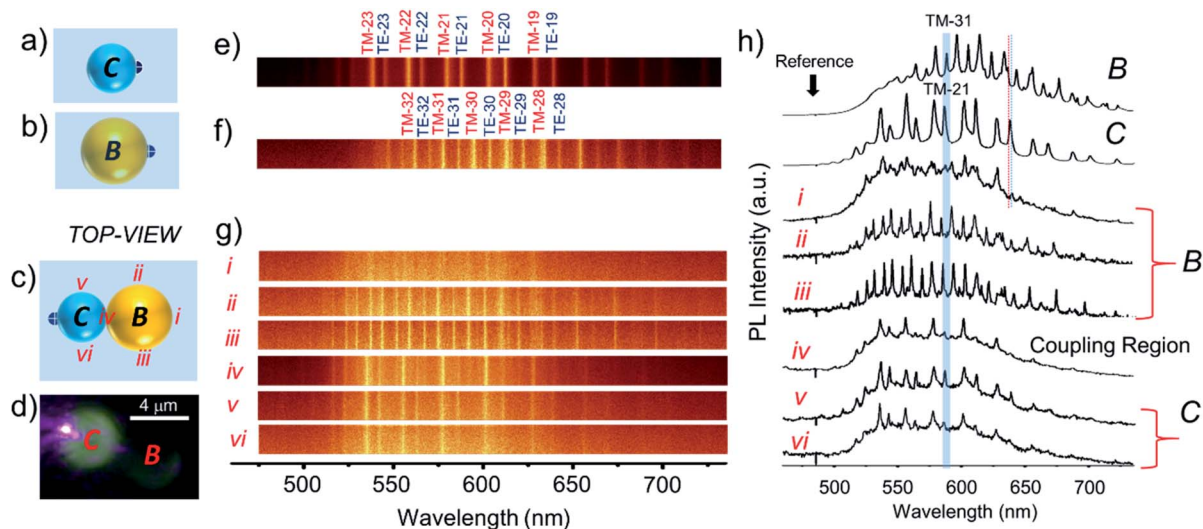 a)
C
b)
B
TOP-VIEW
c)
v
ii
C
iv
B
i
vi
iii
d)
4 μm
C
B
e)
TM-23
TE-23
TM-22
TE-22
TM-21
TE-21
TM-20
TE-20
TM-19
TE-19
f)
TM-32
TE-32
TM-31
TE-31
TM-30
TE-30
TM-29
TE-29
TM-28
TE-28
g)
i
ii
iii
iv
v
vi
500 550 600 650 700
Wavelength (nm)
h)
TM-31
Reference
B
TM-21
C
i
ii
B
iii
iv
Coupling Region
v
C
vi
PL Intensity (a.u.)
500 550 600 650 700
Wavelength (nm)